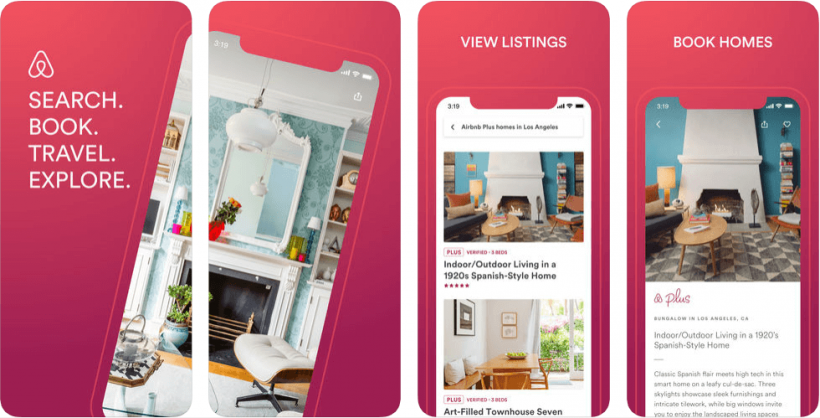 SEARCH.
BOOK.
TRAVEL.
EXPLORE.
3:19
VIEW LISTINGS
3:19
Airbnb Plus homes in Los Angeles
PLUS VERIFIED · 3 BEDS
Indoor/Outdoor Living in a
1920s Spanish-Style Home
PLUS VERIFIED · 2 BEDS
Art-Filled Townhouse Seven
BOOK HOMES
3:19
Plus
BUNGALOW IN LOS ANGELES, CA
Indoor/Outdoor Living in a 1920's
Spanish-Style Home
Classic Spanish flair meets high tech in this
smart home on a leafy cul-de-sac. Three
skylights showcase sleek furnishings and
intricate tilework, while big windows invite
you to enjoy the landscaped living spaces